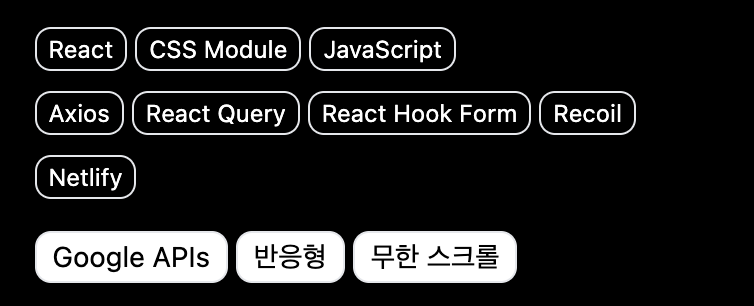 React CSS Module JavaScript
Axios React Query React Hook Form Recoil
Netlify
Google APIs 반응형 무한 스크롤